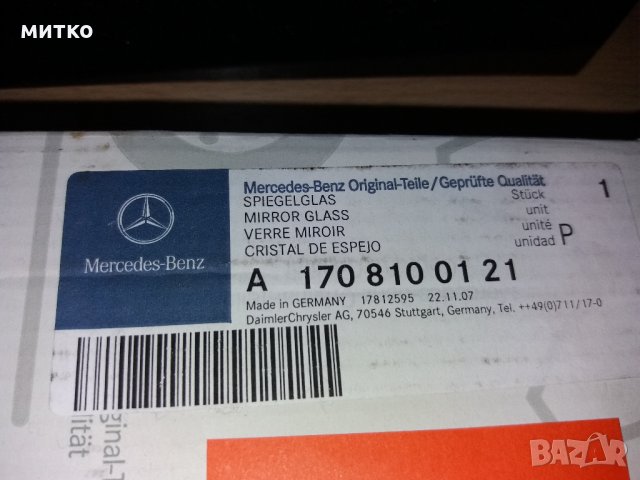 МИТКО
Mercedes-Benz
Mercedes-Benz Original-Teile/Geprüfte Qualität
SPIEGELGLAS Stück 1
MIRROR GLASS unit
VERRE MIROIR unité
CRISTAL DE ESPEJO unidad P
A 170 810 01 21
Made in GERMANY 17812595 22.11.07
DaimlerChrysler AG, 70546 Stuttgart, Germany, Tel. ++49(0)711/17-0
bazar